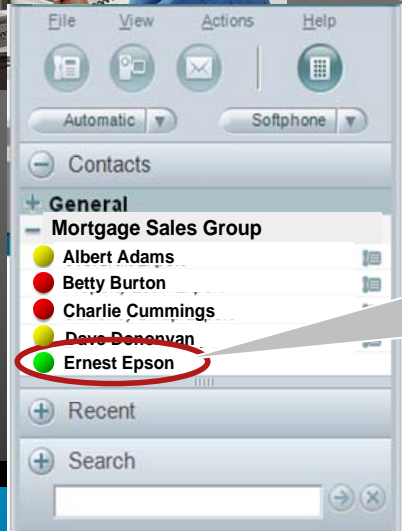 File View Actions Help
Automatic Softphone
Contacts
General
Mortgage Sales Group
Albert Adams
Betty Burton
Charlie Cummings
Dave Denonyan
Ernest Epson
Recent
Search